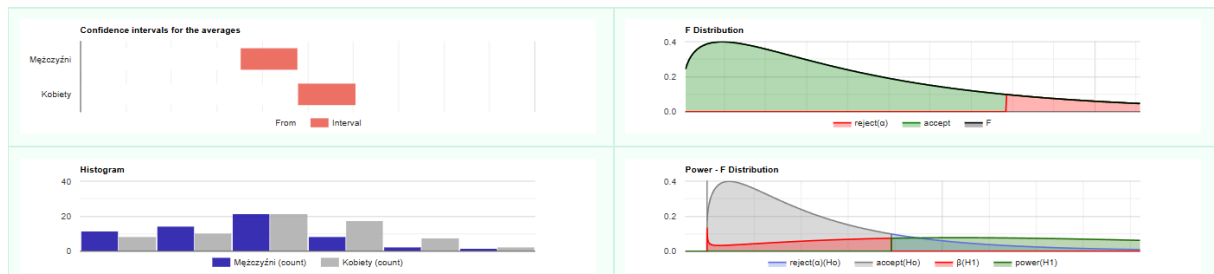 Confidence intervals for the averages
Mężczyźni
Kobiety
From Interval
F Distribution
0.4
0.2
0.0
reject(α) accept F
Histogram
40
20
0
Mężczyźni (count) Kobiety (count)
Power - F Distribution
0.4
0.2
0.0
reject(α)(Ho) accept(Ho) β(H1) power(H1)